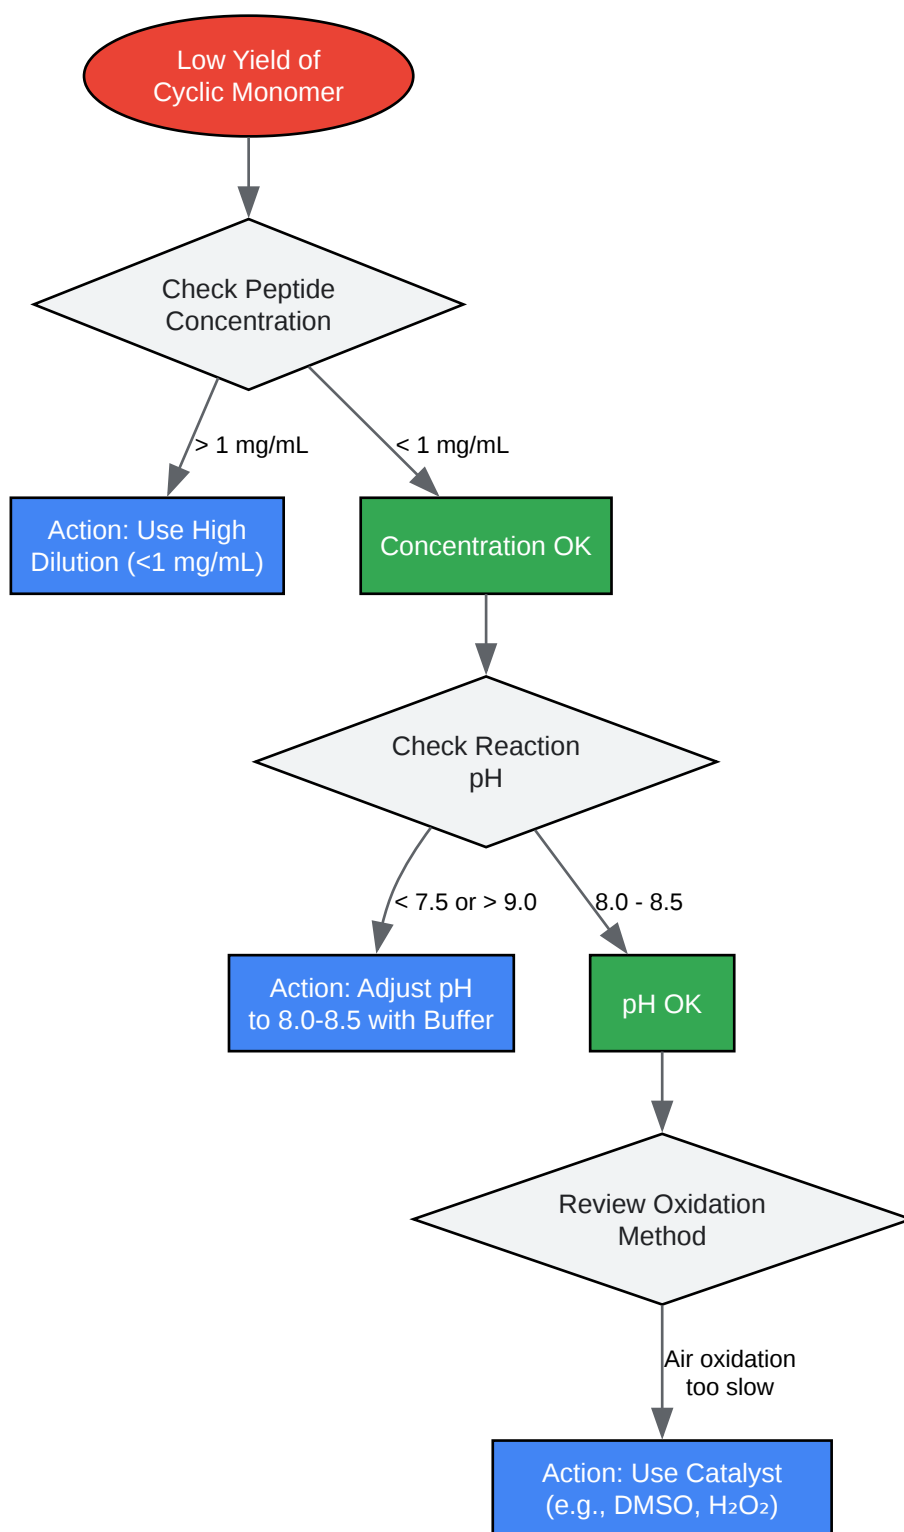 Low Yield of
Cyclic Monomer
Check Peptide
Concentration
> 1 mg/mL
< 1 mg/mL
Action: Use High
Dilution (<1 mg/mL)
Concentration OK
Check Reaction
pH
< 7.5 or > 9.0
8.0 - 8.5
Action: Adjust pH
to 8.0-8.5 with Buffer
pH OK
Review Oxidation
Method
Air oxidation
too slow
Action: Use Catalyst
(e.g., DMSO, H₂O₂)